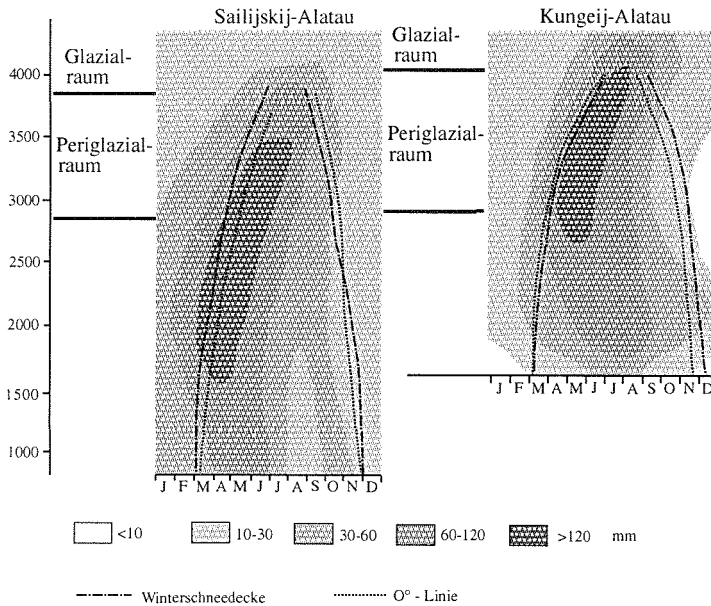 Sailijskij-Alatau
Kungeij-Alatau
Glazial-
raum
Periglazial-
raum
Glazial-
raum
Periglazial-
raum
4000
3500
3000
2500
2000
1500
1000
J F M A M J J A S O N D
J F M A M J J A S O N D
<10 10-30 30-60 60-120 >120 mm
Winterschneedecke O° - Linie